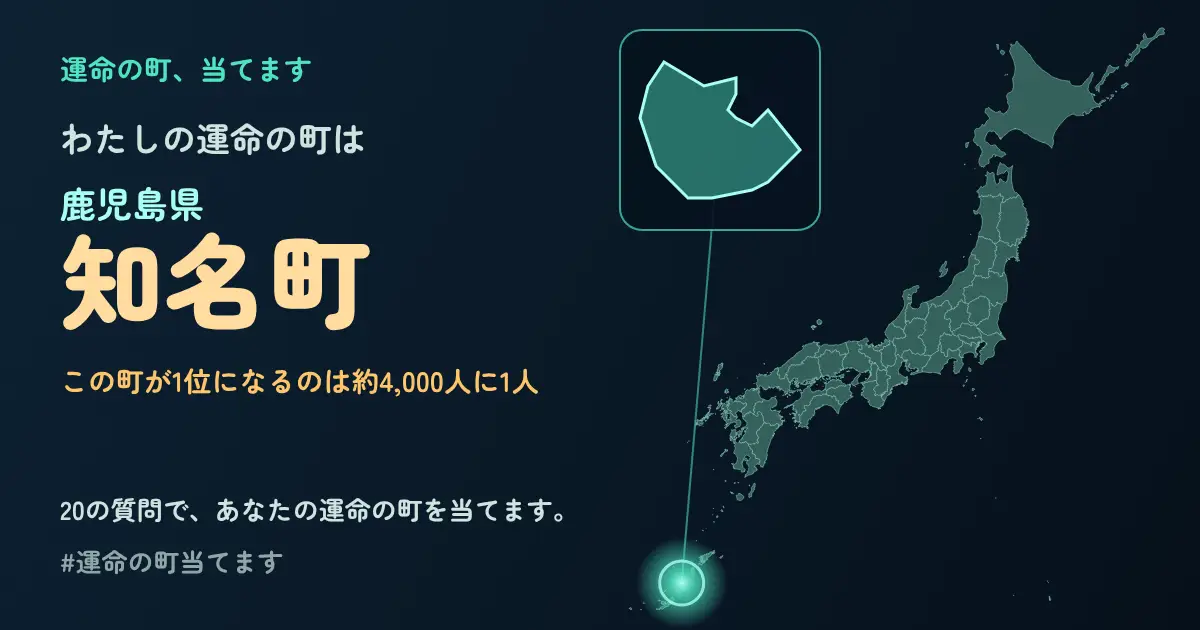 運命の町、当てます
わたしの運命の町は
鹿児島県
知名町
この町が1位になるのは約4,000人に1人
20の質問で、あなたの運命の町を当てます。
#運命の町当てます